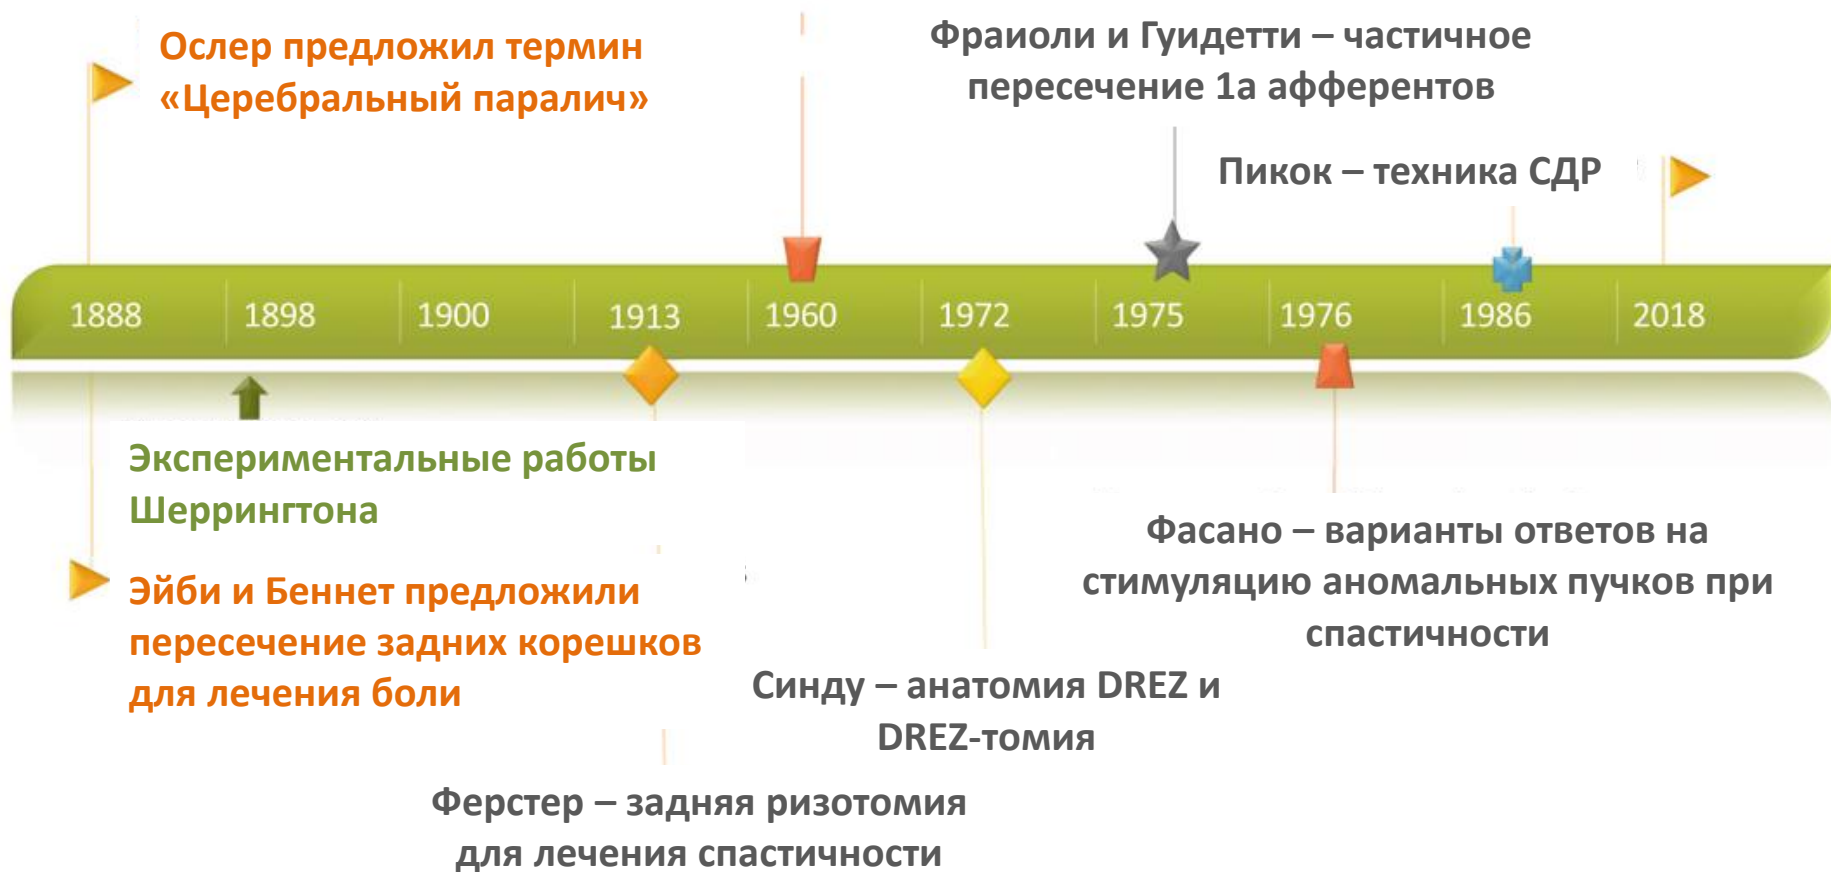 Ослер предложил термин
«Церебральный паралич»
Фраиоли и Гуидетти – частичное
пересечение 1а афферентов
Пикок – техника СДР
1888 1898 1900 1913 1960 1972 1975 1976 1986 2018
Экспериментальные работы
Шеррингтона
Эйби и Беннет предложили
пересечение задних корешков
для лечения боли
Фасано – варианты ответов на
стимуляцию аномальных пучков при
спастичности
Синду – анатомия DREZ и
DREZ-томия
Ферстер – задняя ризотомия
для лечения спастичности